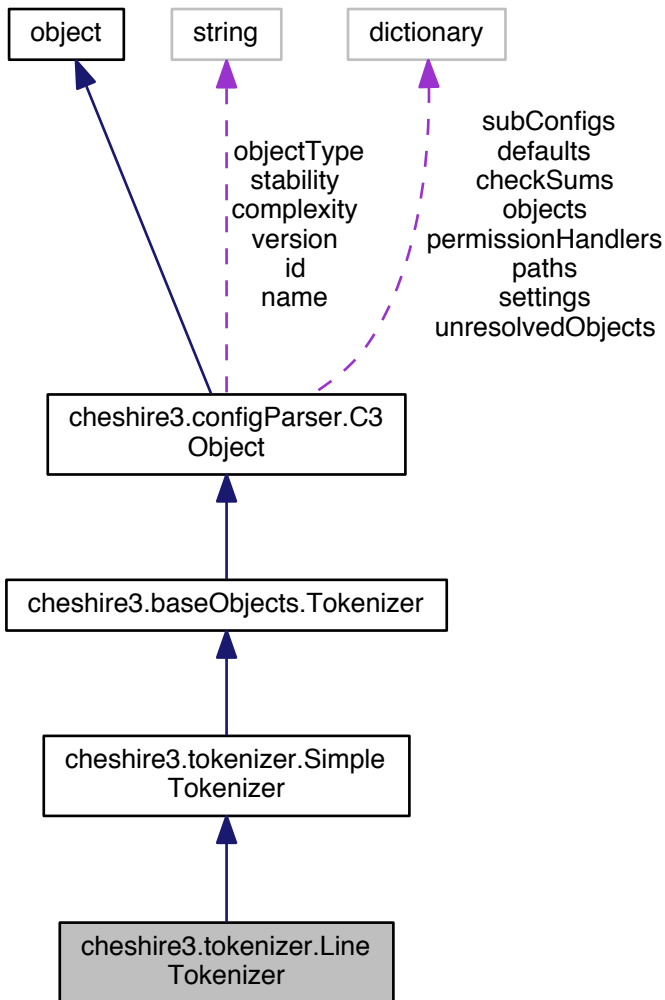 object
string
dictionary
objectType
stability
complexity
version
id
name
subConfigs
defaults
checkSums
objects
permissionHandlers
paths
settings
unresolvedObjects
cheshire3.configParser.C3
Object
cheshire3.baseObjects.Tokenizer
cheshire3.tokenizer.Simple
Tokenizer
cheshire3.tokenizer.Line
Tokenizer